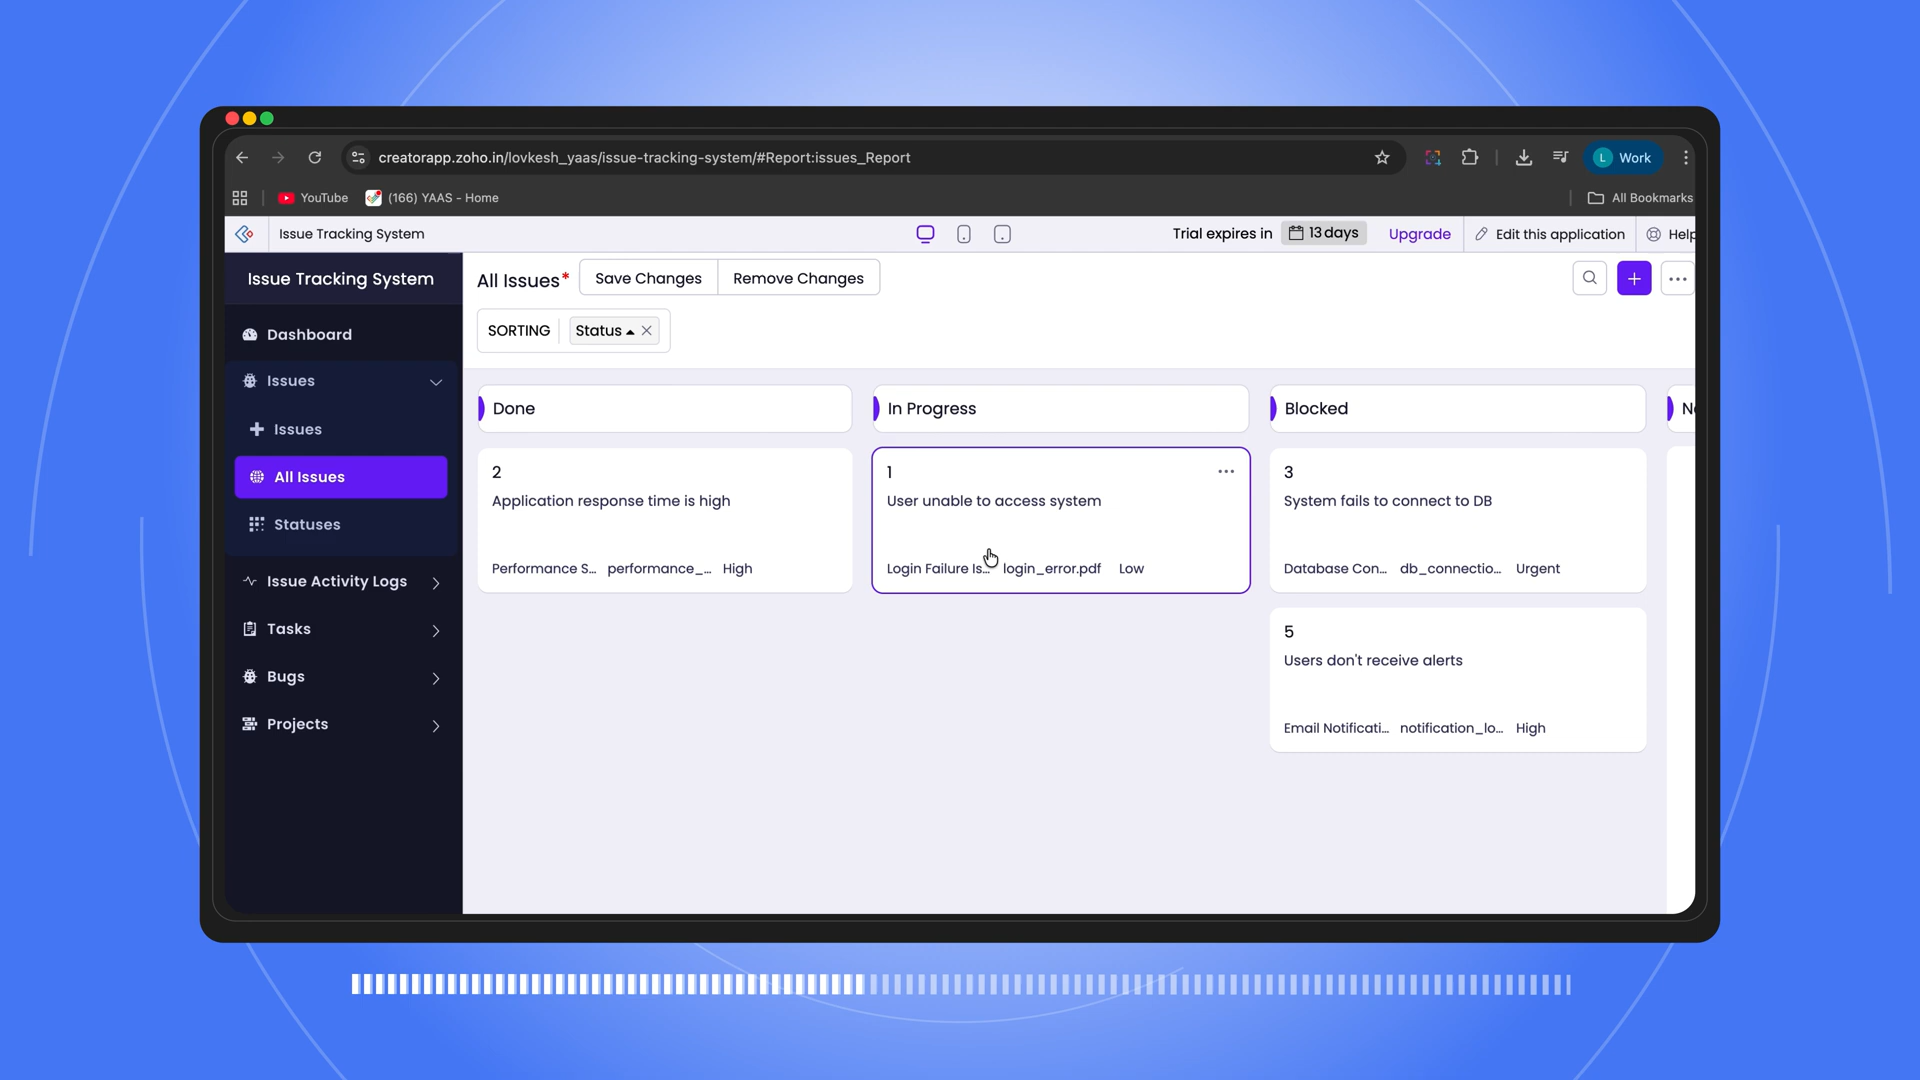 creatorapp.zoho.in/lovkesh_yaas/issue-tracking-system/#Report:issues_Report
L Work
YouTube
(166) YAAS - Home
All Bookmarks
Issue Tracking System
Trial expires in
13 days
Upgrade
Edit this application
Help
Issue Tracking System
Dashboard
Issues
Issues
All Issues
Statuses
Issue Activity Logs
Tasks
Bugs
Projects
All Issues*
Save Changes
Remove Changes
SORTING
Status
Done
2
Application response time is high
Performance S... performance_... High
In Progress
1
User unable to access system
Login Failure Is... login_error.pdf Low
Blocked
3
System fails to connect to DB
Database Con... db_connectio... Urgent
5
Users don't receive alerts
Email Notificati... notification_lo... High